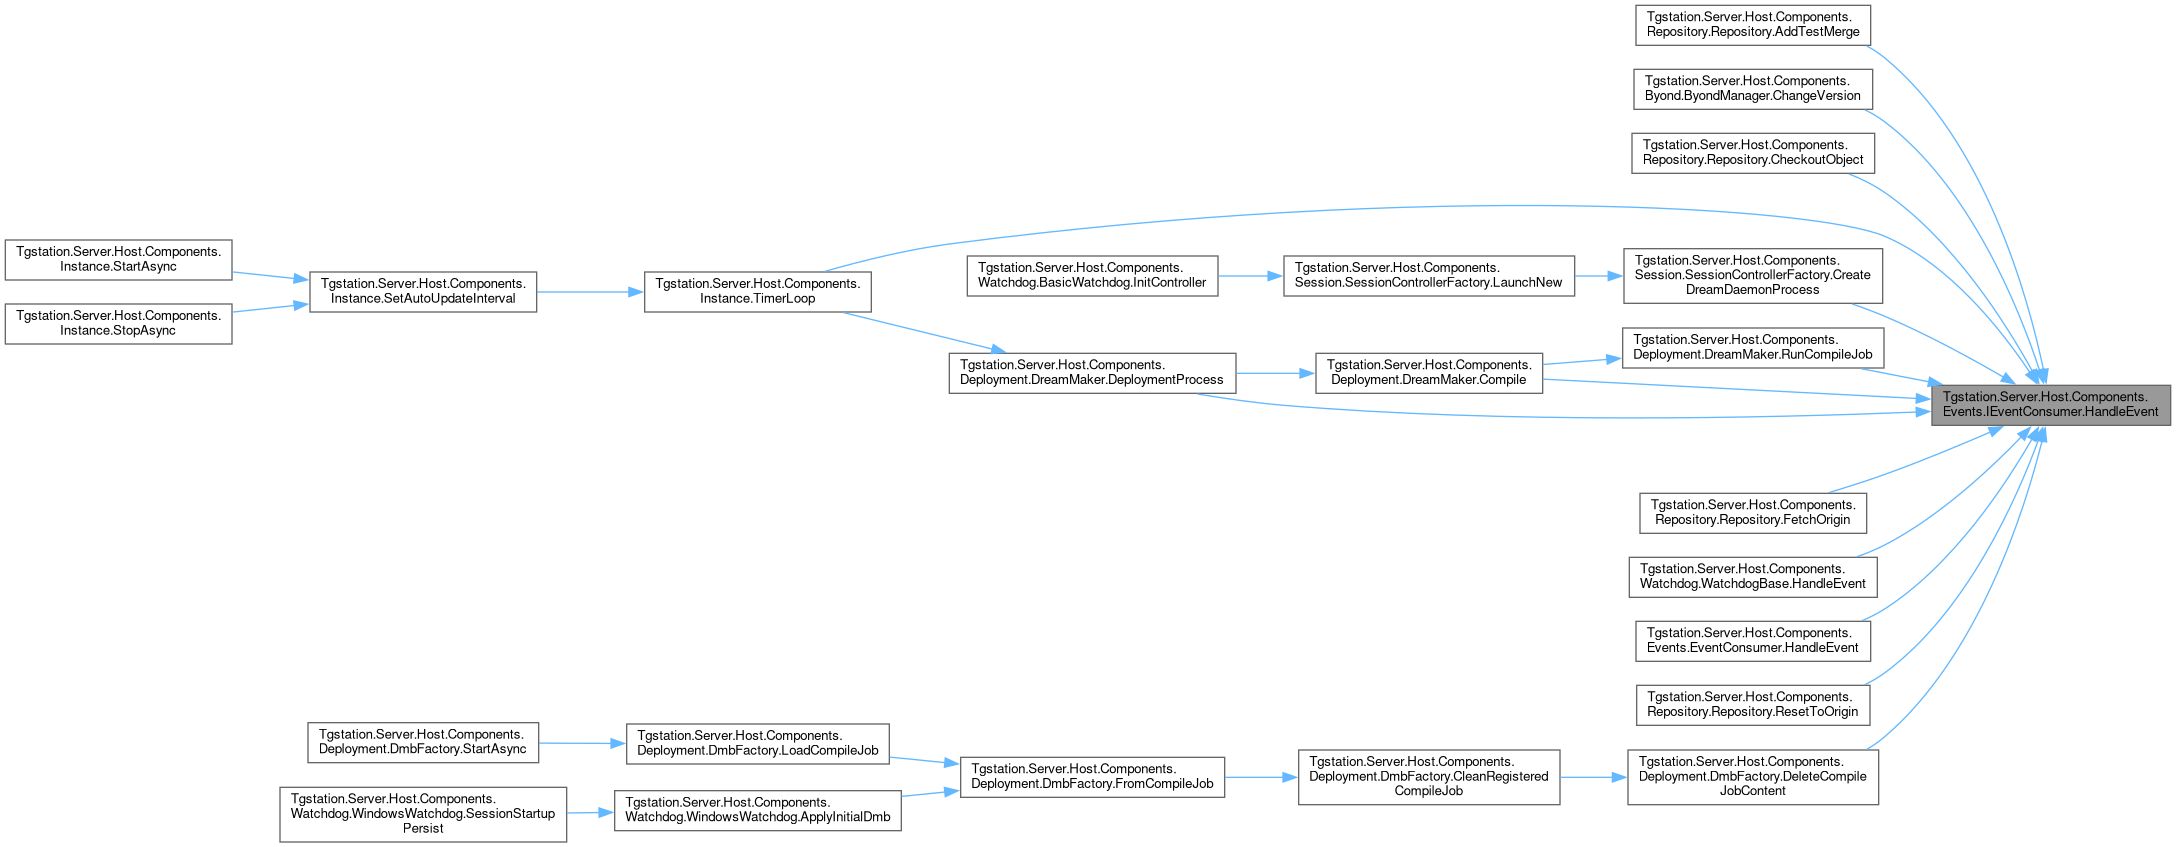 Tgstation.Server.Host.Components.
Repository.Repository.AddTestMerge
Tgstation.Server.Host.Components.
Byond.ByondManager.ChangeVersion
Tgstation.Server.Host.Components.
Repository.Repository.CheckoutObject
Tgstation.Server.Host.Components.
Instance.StartAsync
Tgstation.Server.Host.Components.
Instance.StopAsync
Tgstation.Server.Host.Components.
Instance.SetAutoUpdateInterval
Tgstation.Server.Host.Components.
Instance.TimerLoop
Tgstation.Server.Host.Components.
Watchdog.BasicWatchdog.InitController
Tgstation.Server.Host.Components.
Session.SessionControllerFactory.LaunchNew
Tgstation.Server.Host.Components.
Session.SessionControllerFactory.Create
DreamDaemonProcess
Tgstation.Server.Host.Components.
Deployment.DreamMaker.DeploymentProcess
Tgstation.Server.Host.Components.
Deployment.DreamMaker.Compile
Tgstation.Server.Host.Components.
Deployment.DreamMaker.RunCompileJob
Tgstation.Server.Host.Components.
Events.IEventConsumer.HandleEvent
Tgstation.Server.Host.Components.
Repository.Repository.FetchOrigin
Tgstation.Server.Host.Components.
Watchdog.WatchdogBase.HandleEvent
Tgstation.Server.Host.Components.
Events.EventConsumer.HandleEvent
Tgstation.Server.Host.Components.
Repository.Repository.ResetToOrigin
Tgstation.Server.Host.Components.
Deployment.DmbFactory.StartAsync
Tgstation.Server.Host.Components.
Deployment.DmbFactory.LoadCompileJob
Tgstation.Server.Host.Components.
Watchdog.WindowsWatchdog.SessionStartup
Persist
Tgstation.Server.Host.Components.
Watchdog.WindowsWatchdog.ApplyInitialDmb
Tgstation.Server.Host.Components.
Deployment.DmbFactory.FromCompileJob
Tgstation.Server.Host.Components.
Deployment.DmbFactory.CleanRegistered
CompileJob
Tgstation.Server.Host.Components.
Deployment.DmbFactory.DeleteCompile
JobContent